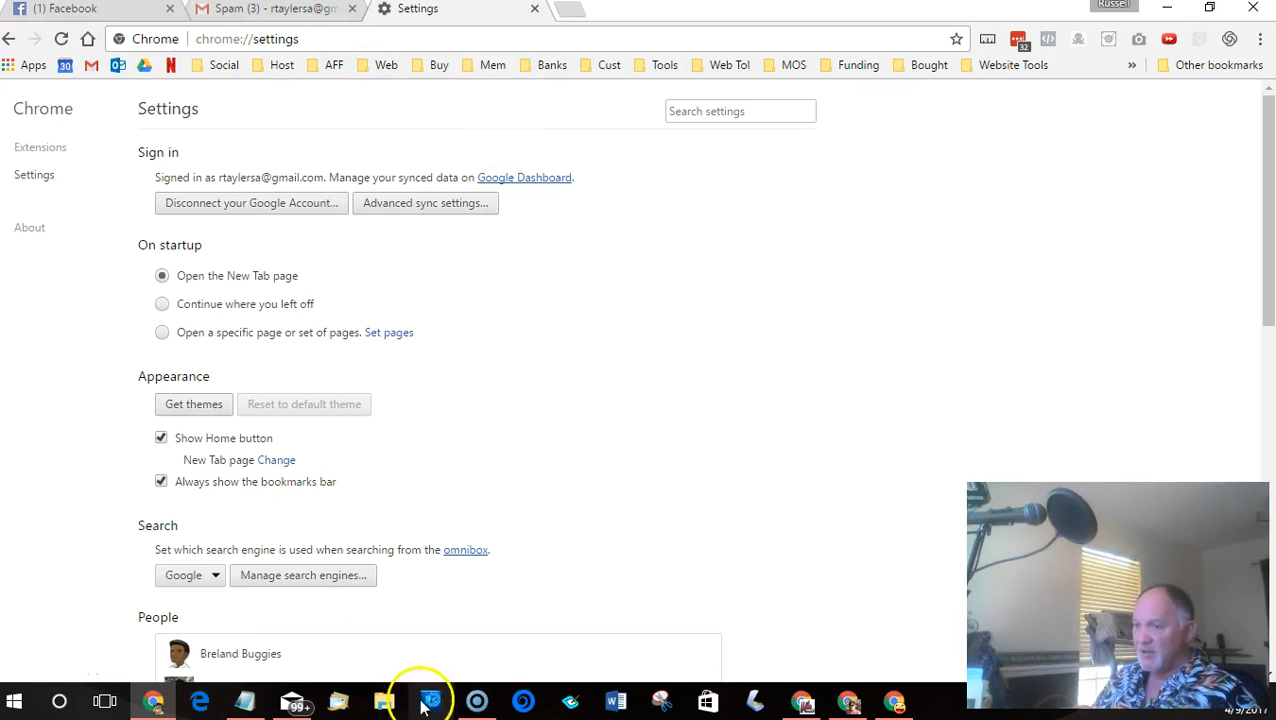 (1) Facebook
Spam (3) - rtaylersa@gm
Settings
Russell
Chrome
chrome://settings
32
Apps
30
Social
Host
AFF
Web
Buy
Mem
Banks
Cust
Tools
Web Tol
MOS
Funding
Bought
Website Tools
»
Other bookmarks
Chrome
Settings
Search settings
Extensions
Settings
About
Sign in
Signed in as rtaylersa@gmail.com. Manage your synced data on Google Dashboard.
Disconnect your Google Account...
Advanced sync settings...
On startup
Open the New Tab page
Continue where you left off
Open a specific page or set of pages. Set pages
Appearance
Get themes
Reset to default theme
Show Home button
New Tab page Change
Always show the bookmarks bar
Search
Set which search engine is used when searching from the omnibox.
Google
Manage search engines...
People
Breland Buggies
99+
4/9/2017